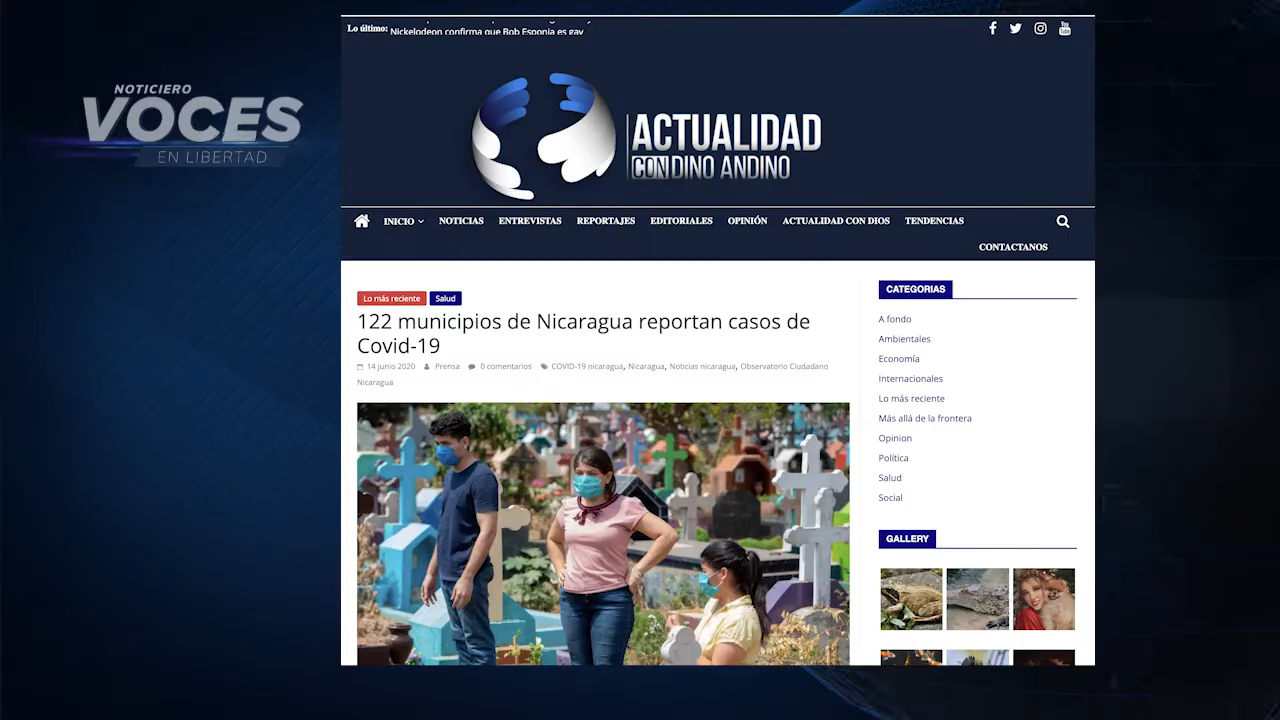 NOTICIERO
VOCES
EN LIBERTAD
Lo último: Nickelodeon confirma que Bob Esponja es gay
You
Tube
ACTUALIDAD
CON DINO ANDINO
INICIO NOTICIAS ENTREVISTAS REPORTAJES EDITORIALES OPINIÓN ACTUALIDAD CON DIOS TENDENCIAS
CONTACTANOS
Lo más reciente Salud
122 municipios de Nicaragua reportan casos de
Covid-19
14 junio 2020 Prensa 0 comentarios COVID-19 nicaragua, Nicaragua, Noticias nicaragua, Observatorio Ciudadano
Nicaragua
CATEGORIAS
A fondo
Ambientales
Economía
Internacionales
Lo más reciente
Más allá de la frontera
Opinion
Política
Salud
Social
GALLERY